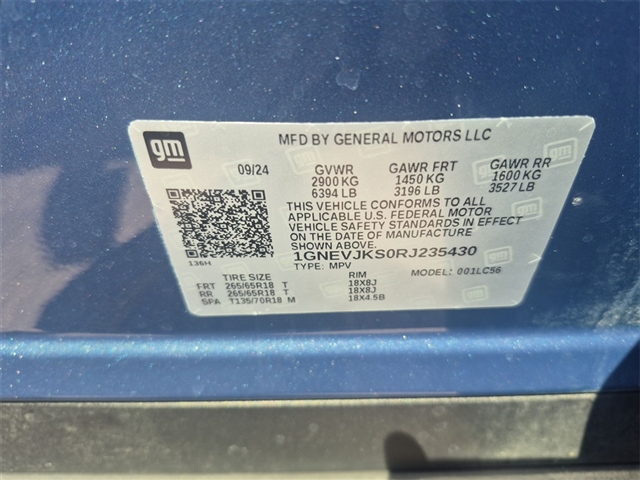 gm
MFD BY GENERAL MOTORS LLC
09/24 GVWR GAWR FRT GAWR RR
2900 KG 1450 KG 1600 KG
6394 LB 3196 LB 3527 LB
THIS VEHICLE CONFORMS TO ALL
APPLICABLE U.S. FEDERAL MOTOR
VEHICLE SAFETY STANDARDS IN EFFECT
ON THE DATE OF MANUFACTURE
SHOWN ABOVE.
1GNEVJKS0RJ235430
136H
TYPE: MPV MODEL: 001LC56
TIRE SIZE RIM
FRT 265/65R18 T 18X8J
RR 265/65R18 T 18X8J
SPA T135/70R18 M 18X4.5B